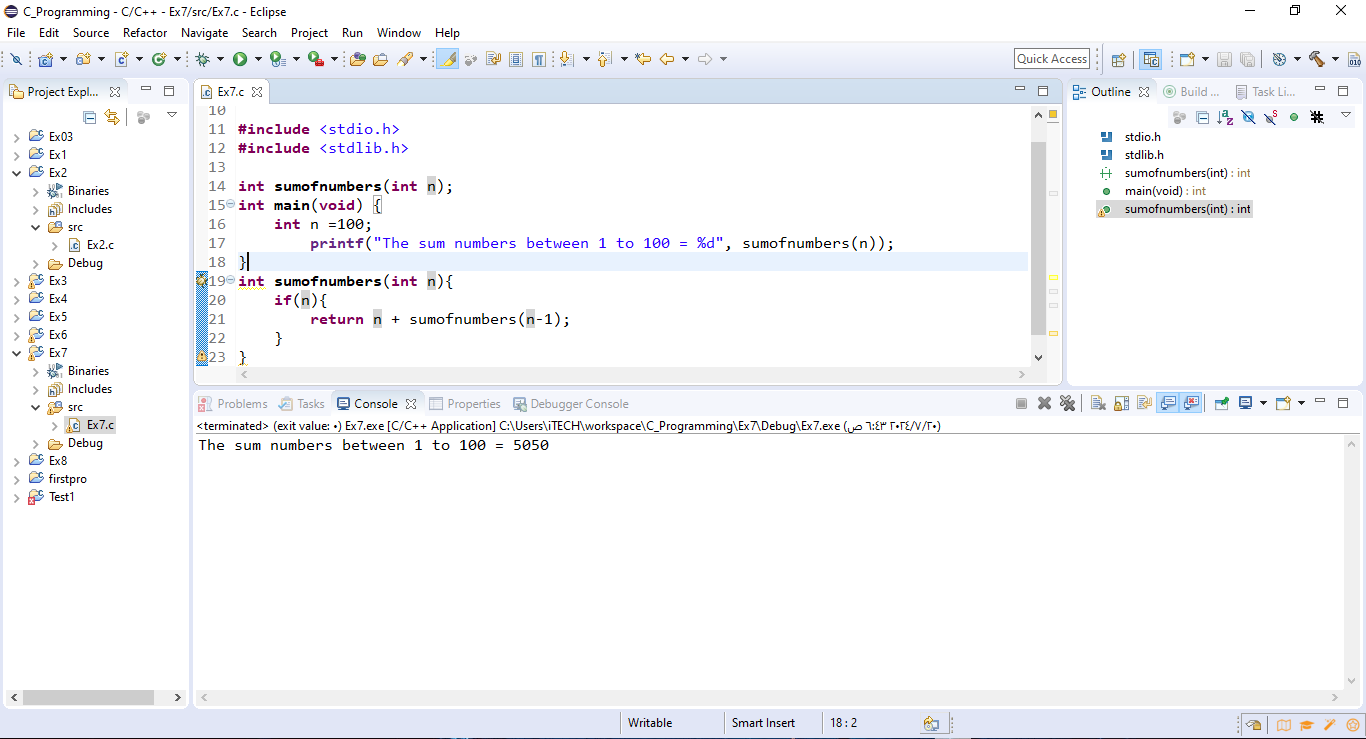 C_Programming - C/C++ - Ex7/src/Ex7.c - Eclipse
File Edit Source Refactor Navigate Search Project Run Window Help
Quick Access
Project Expl...
Ex03
Ex1
Ex2
Binaries
Includes
src
Ex2.c
Debug
Ex3
Ex4
Ex5
Ex6
Ex7
Binaries
Includes
src
Ex7.c
Debug
Ex8
firstpro
Test1
Ex7.c
10
11 #include <stdio.h>
12 #include <stdlib.h>
13
14 int sumofnumbers(int n);
15 int main(void) {
16 int n =100;
17 printf("The sum numbers between 1 to 100 = %d", sumofnumbers(n));
18 }
19 int sumofnumbers(int n){
20 if(n){
21 return n + sumofnumbers(n-1);
22 }
23 }
Outline Build ... Task Li...
stdio.h
stdlib.h
sumofnumbers(int) : int
main(void) : int
sumofnumbers(int) : int
Problems Tasks Console Properties Debugger Console
<terminated> (exit value: ٠) Ex7.exe [C/C++ Application] C:\Users\iTECH\workspace\C_Programming\Ex7\Debug\Ex7.exe (٢٠٢٤/٧/٢٠ ٦:٤٣ ص)
The sum numbers between 1 to 100 = 5050
Writable Smart Insert 18 : 2